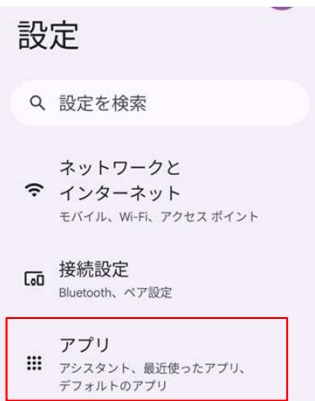 設定
設定を検索
ネットワークと
インターネット
モバイル、Wi-Fi、アクセス ポイント
接続設定
Bluetooth、ペア設定
アプリ
アシスタント、最近使ったアプリ、
デフォルトのアプリ